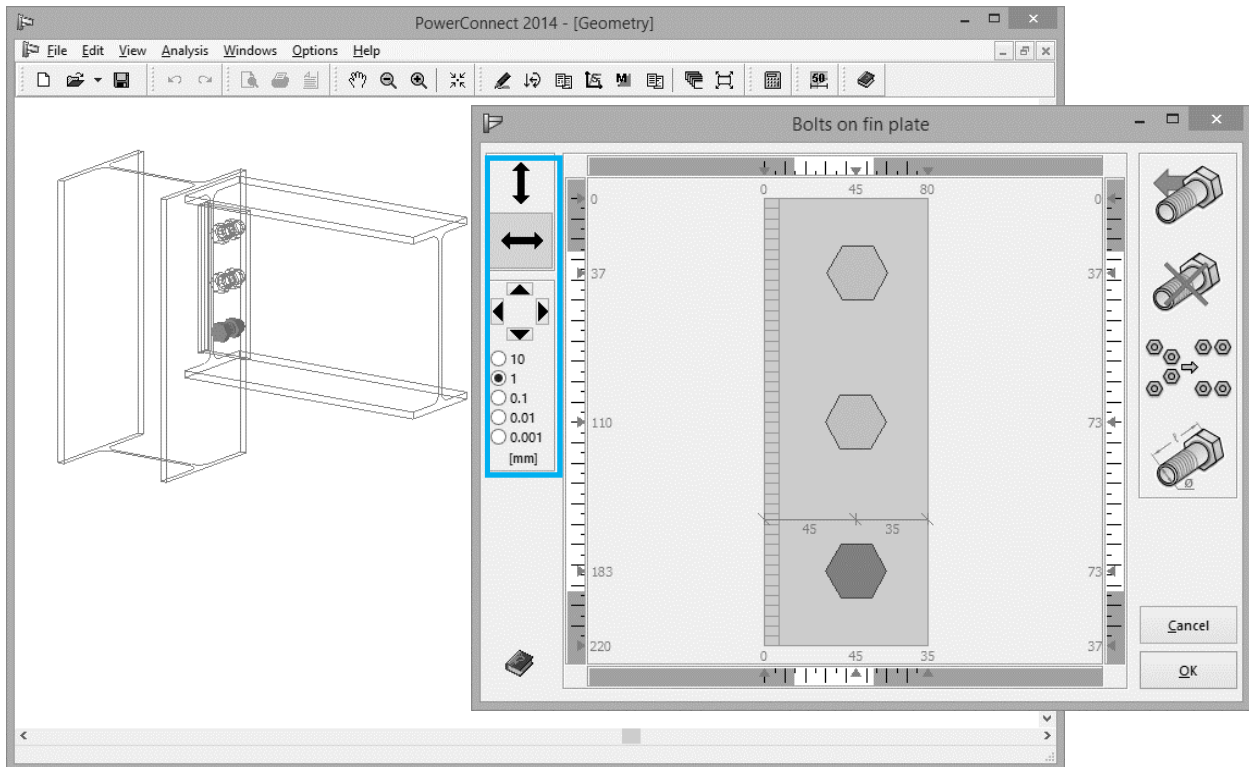 PowerConnect 2014 - [Geometry]
File Edit View Analysis Windows Options Help
50
Bolts on fin plate
10
1
0.1
0.01
0.001
[mm]
0 45 80
0 0
37 37
110 73
45 35
183 73
220 37
0 45 35
ℓ
Ø
Cancel
OK